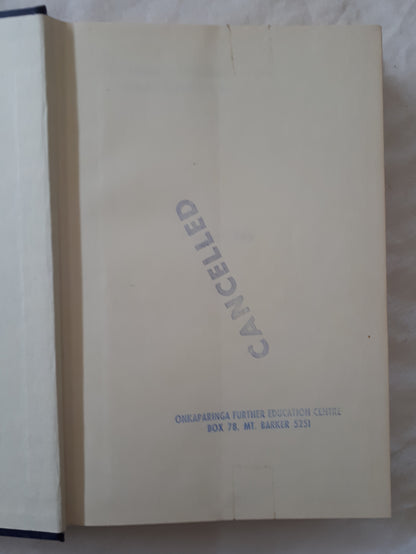 CANCELLED
ONKAPARINGA FURTHER EDUCATION CENTRE
BOX 78, MT. BARKER 5251